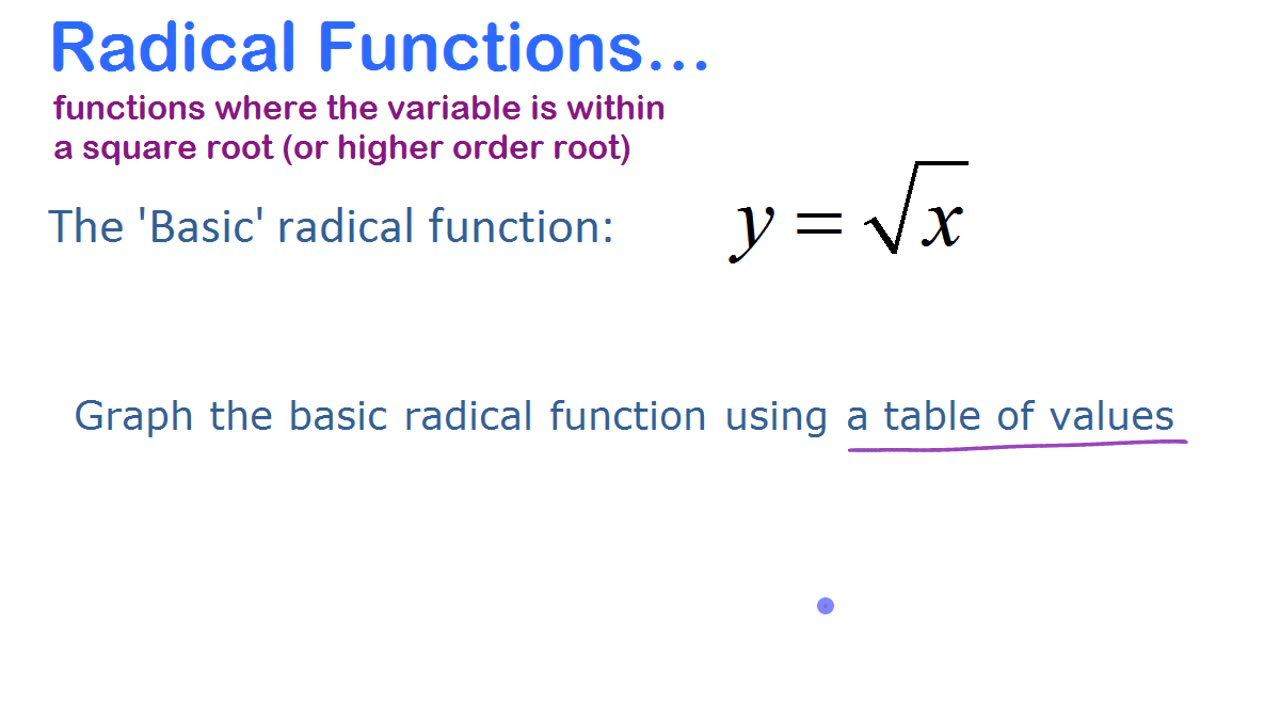 Radical Functions...
functions where the variable is within
a square root (or higher order root)
The 'Basic' radical function: y = √x
Graph the basic radical function using a table of values